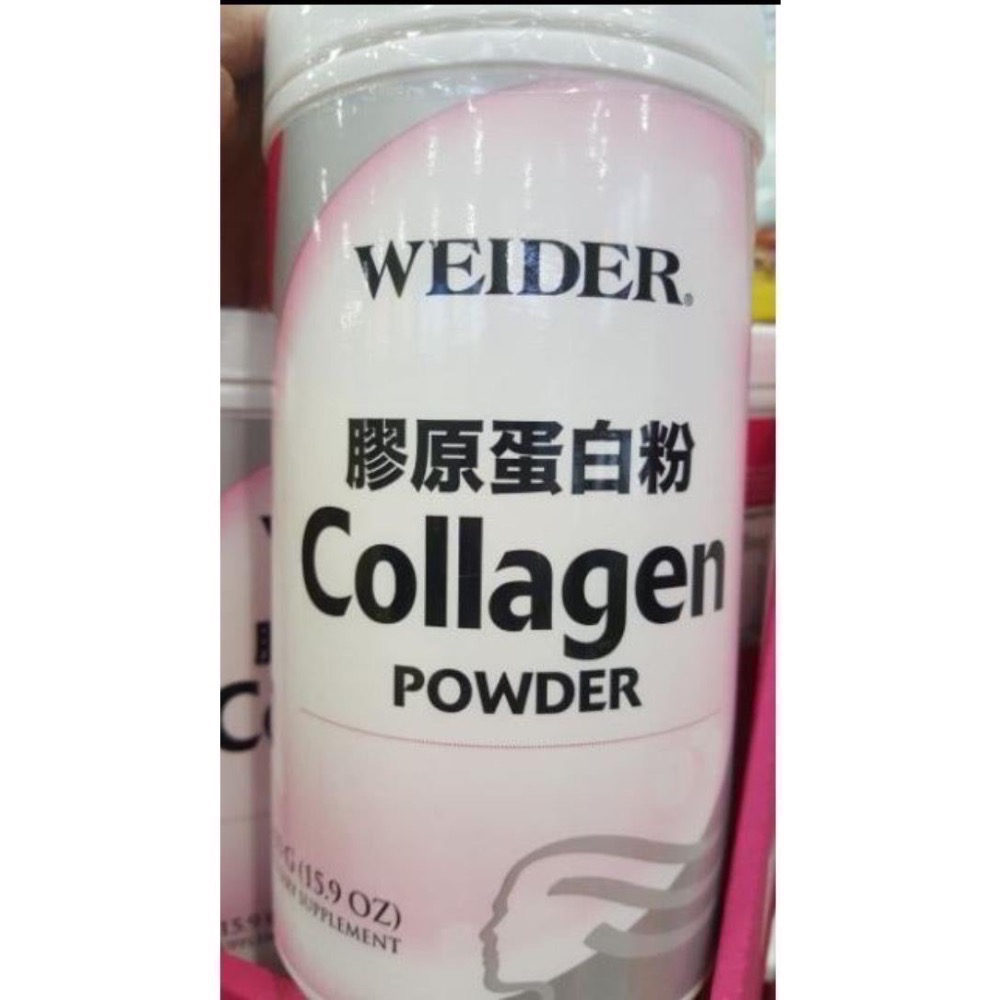 WEIDER®
膠原蛋白粉
Collagen
POWDER
G (15.9 OZ)
SUPPLEMENT